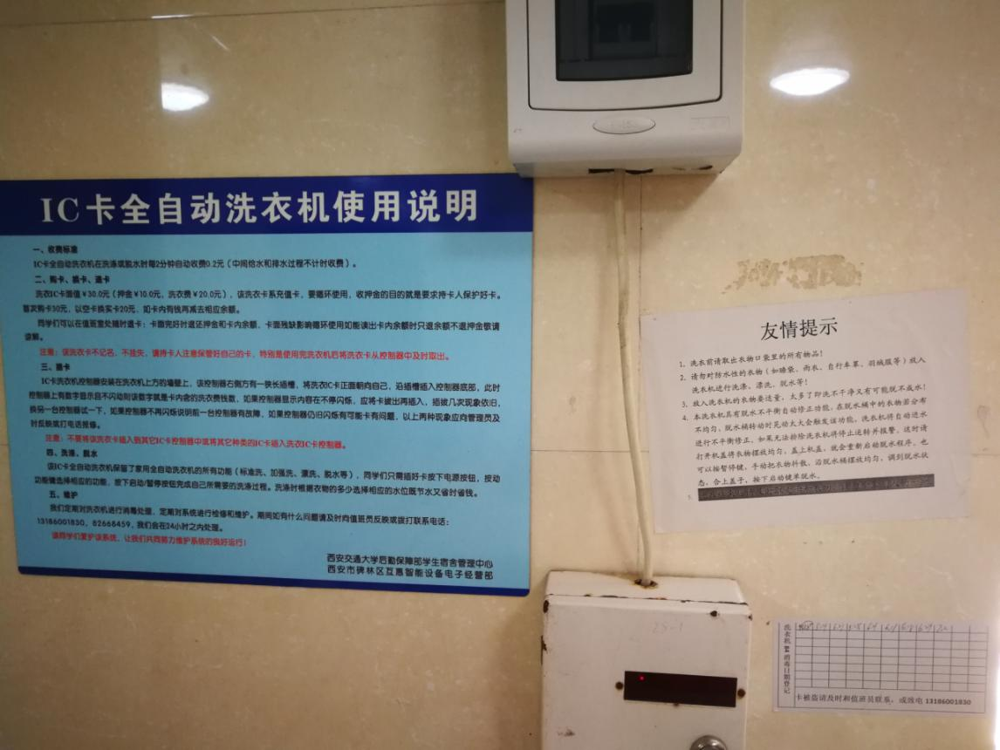 IC卡全自动洗衣机使用说明
一、收费标准
IC卡全自动洗衣机在洗涤或脱水时每2分钟自动收费0.2元（中间给水和排水过程不计时收费）。
二、购卡、换卡、退卡
洗衣IC卡面值￥30.0元（押金￥10.0元，洗衣费￥20.0元），该洗衣卡系充值卡，要循环使用，收押金的目的就是要求持卡人保护好卡。
首次购卡30元，以空卡换实卡20元，如卡内有钱再减去相应余额。
同学们可以在值班室处随时退卡：卡面完好时退还押金和卡内余额，卡面残缺影响循环使用如能读出卡内余额时只退余额不退押金敬请
谅解。
注意：该洗衣卡不记名，不挂失，请持卡人注意保管好自己的卡，特别是使用完洗衣机后将洗衣卡从控制器中及时取出。
三、插卡
IC卡洗衣机控制器安装在洗衣机上方的墙壁上，该控制器右侧方有一狭长插槽，将洗衣IC卡正面朝向自己，沿插槽插入控制器底部，此时
控制器上有数字显示且不闪动则该数字就是卡内含的洗衣费钱数，如果控制器显示内容在不停闪烁，应将卡拔出再插入，插拔几次现象依旧，
换另一台控制器试一下，如果控制器不再闪烁说明前一台控制器有故障，如果控制器仍旧闪烁有可能卡有问题，以上两种现象应向管理员及
时反映或打电话报修。
注意：不要将该洗衣卡插入到其它IC卡控制器中或将其它种类的IC卡插入洗衣IC卡控制器。
四、洗涤、脱水
该IC卡全自动洗衣机保留了家用全自动洗衣机的所有功能（标准洗、加强洗、漂洗、脱水等），同学们只需插好卡按下电源按钮，按动
功能键选择相应的功能，按下启动/暂停按钮完成自己所需要的洗涤过程。洗涤时根据衣物的多少选择相应的水位既节水又省时省钱。
五、维护
我们定期对洗衣机进行消毒处理，定期对系统进行检修和维护。期间如有什么问题请及时向值班员反映或拨打联系电话：
13186001830，82668459，我们会在24小时之内处理。
请同学们爱护该系统，让我们共同努力维护系统的良好运行！
西安交通大学后勤保障部学生宿舍管理中心
西安市碑林区互惠智能设备电子经营部
友情提示
1、洗衣前请取出衣物口袋里的所有物品！
2、请勿对防水性的衣物（如睡袋、雨衣、自行车罩、羽绒服等）放入
洗衣机进行洗涤、漂洗、脱水等！
3、放入洗衣机的衣物要适量，太多了即洗不干净又有可能脱不成水！
4、本洗衣机具有脱水不平衡自动修正功能，在脱水桶中的衣物若分布
不均匀，脱水桶转动时晃动太大会触发该功能，洗衣机将自动进水
进行不平衡修正，如果无法排除洗衣机将停止运转并报警，这时请
打开机盖将衣物摆放均匀，盖上机盖，就会重新启动脱水程序，也
可以按暂停键，手动把衣物抖散，沿脱水桶摆放均匀，调到脱水状
态，合上盖子，按下启动键单脱水。
5、
25-1
洗衣机 消毒日期登记
卡被盗请及时和值班员联系，或致电 13186001830